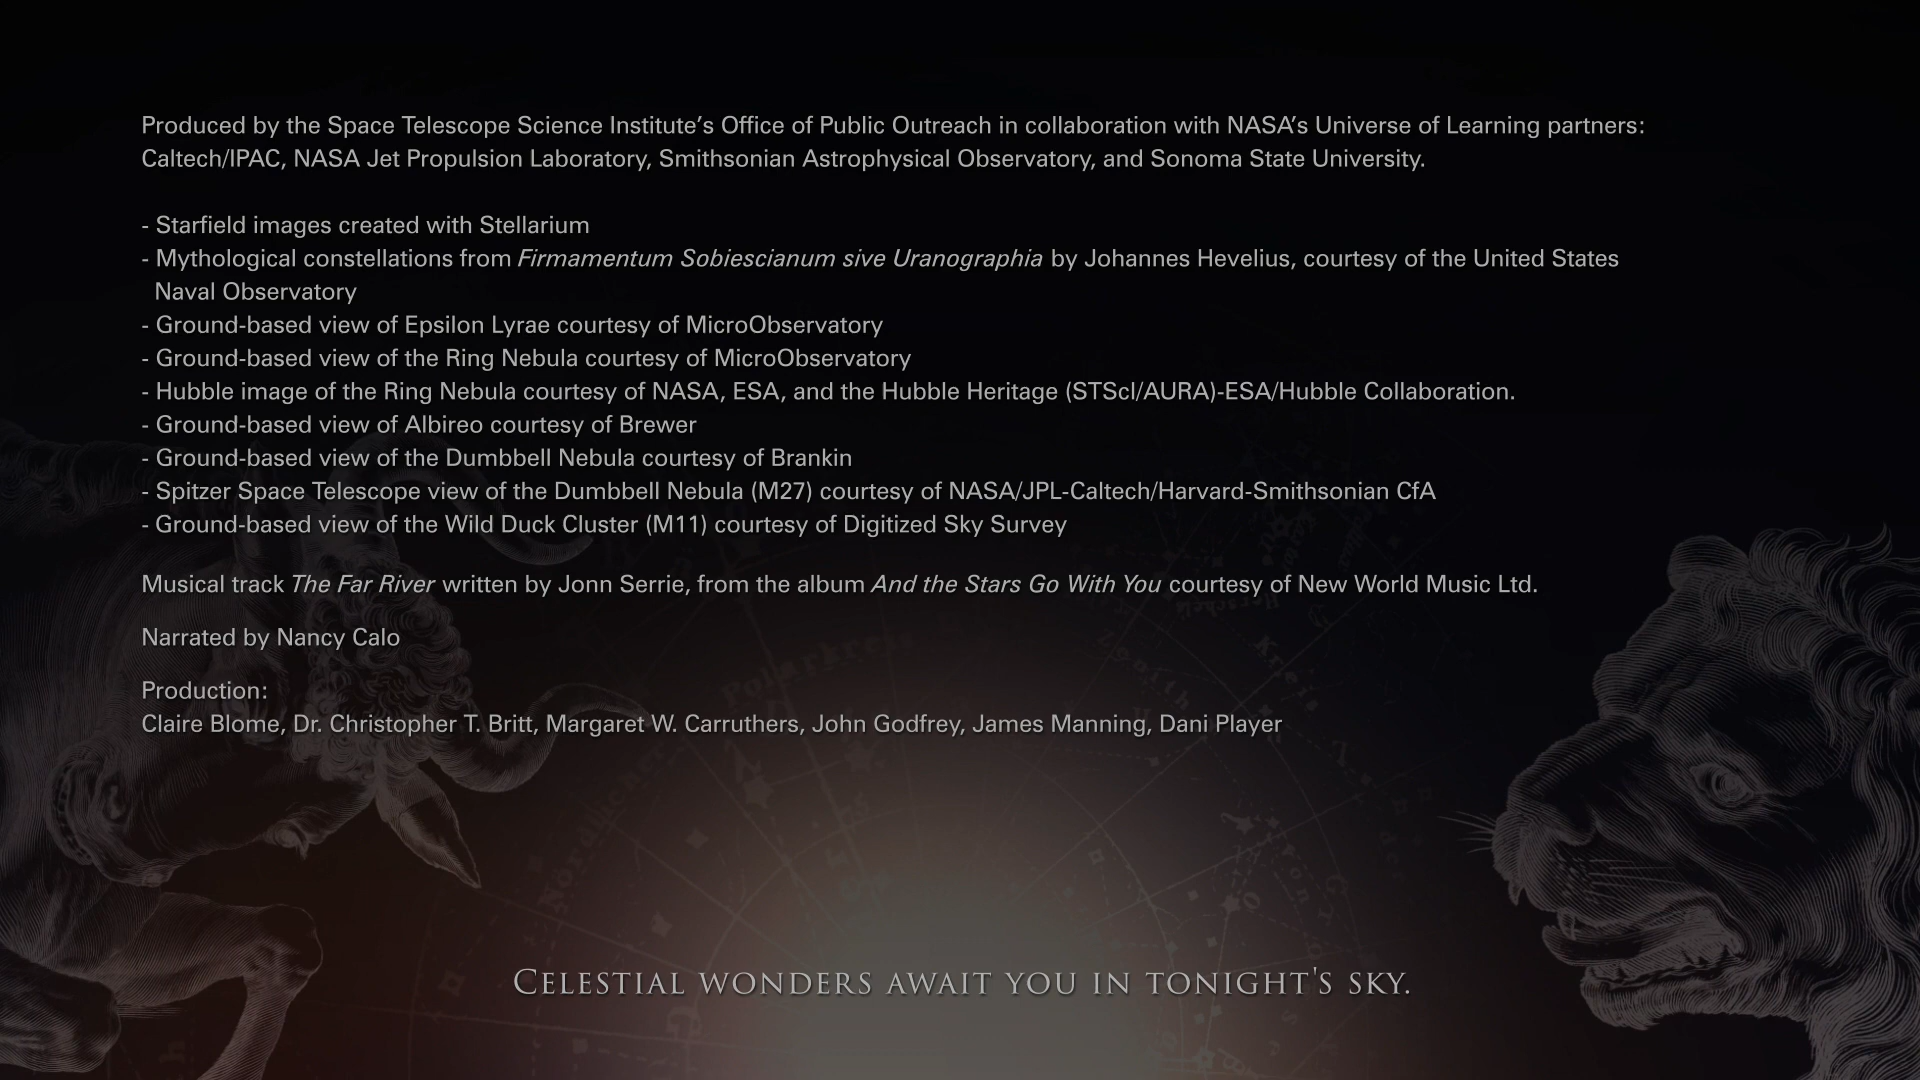 Produced by the Space Telescope Science Institute’s Office of Public Outreach in collaboration with NASA’s Universe of Learning partners:
Caltech/IPAC, NASA Jet Propulsion Laboratory, Smithsonian Astrophysical Observatory, and Sonoma State University.
- Starfield images created with Stellarium
- Mythological constellations from Firmamentum Sobiescianum sive Uranographia by Johannes Hevelius, courtesy of the United States
Naval Observatory
- Ground-based view of Epsilon Lyrae courtesy of MicroObservatory
- Ground-based view of the Ring Nebula courtesy of MicroObservatory
- Hubble image of the Ring Nebula courtesy of NASA, ESA, and the Hubble Heritage (STScI/AURA)-ESA/Hubble Collaboration.
- Ground-based view of Albireo courtesy of Brewer
- Ground-based view of the Dumbbell Nebula courtesy of Brankin
- Spitzer Space Telescope view of the Dumbbell Nebula (M27) courtesy of NASA/JPL-Caltech/Harvard-Smithsonian CfA
- Ground-based view of the Wild Duck Cluster (M11) courtesy of Digitized Sky Survey
Musical track The Far River written by Jonn Serrie, from the album And the Stars Go With You courtesy of New World Music Ltd.
Narrated by Nancy Calo
Production:
Claire Blome, Dr. Christopher T. Britt, Margaret W. Carruthers, John Godfrey, James Manning, Dani Player
Polarkreis
Zenith
Celestial wonders await you in tonight's sky.